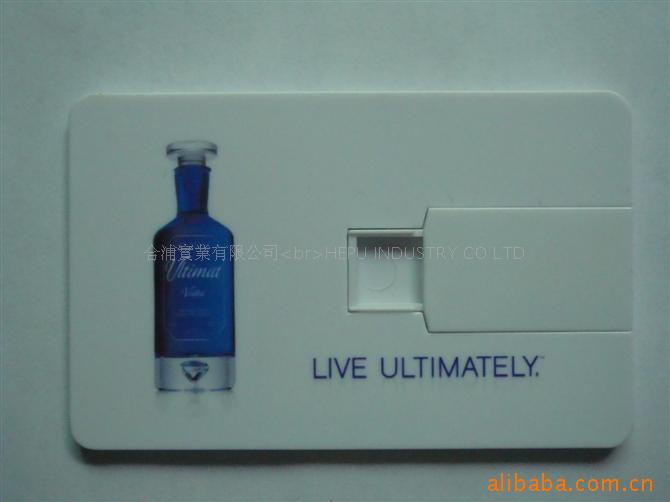 合浦實業有限公司<br>HEPU INDUSTRY CO LTD
Ultimat
Vodka
LIVE ULTIMATELY.™
alibaba.com.cn